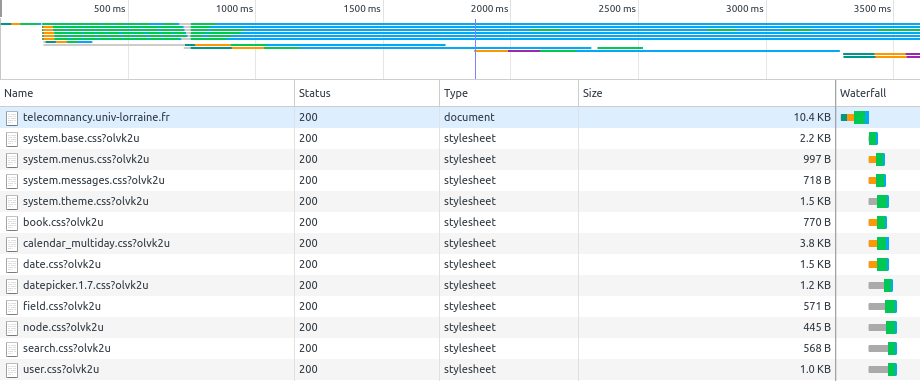 500 ms 1000 ms 1500 ms 2000 ms 2500 ms 3000 ms 3500 ms
Name Status Type Size Waterfall
telecomnancy.univ-lorraine.fr 200 document 10.4 KB
system.base.css?olvk2u 200 stylesheet 2.2 KB
system.menus.css?olvk2u 200 stylesheet 997 B
system.messages.css?olvk2u 200 stylesheet 718 B
system.theme.css?olvk2u 200 stylesheet 1.5 KB
book.css?olvk2u 200 stylesheet 770 B
calendar_multiday.css?olvk2u 200 stylesheet 3.8 KB
date.css?olvk2u 200 stylesheet 1.5 KB
datepicker.1.7.css?olvk2u 200 stylesheet 1.2 KB
field.css?olvk2u 200 stylesheet 571 B
node.css?olvk2u 200 stylesheet 445 B
search.css?olvk2u 200 stylesheet 568 B
user.css?olvk2u 200 stylesheet 1.0 KB